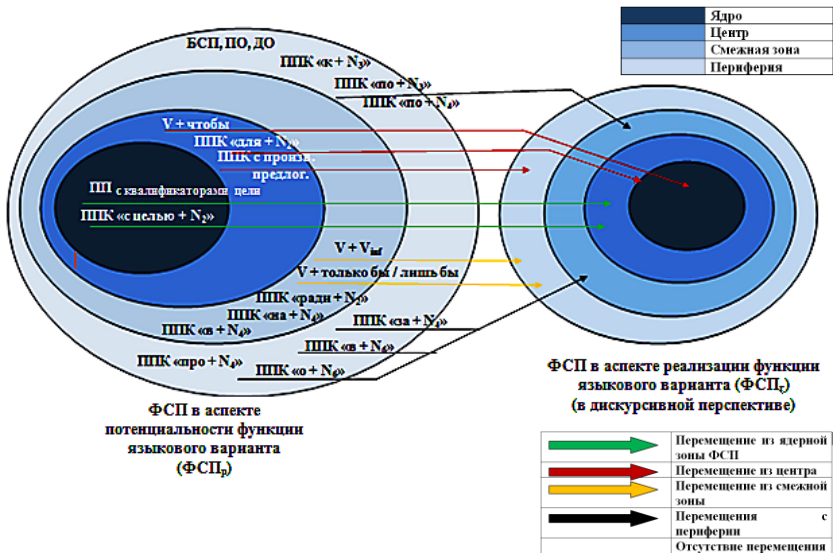 Ядро
Центр
Смежная зона
Периферия
БСП, ПО, ДО
ППК «к + N3»
ППК «по + N3»
ППК «по + N4»
V + чтобы
ППК «для + N2»
ППК с произв.
предлог.
ПП с квалификаторами цели
ППК «с целью + N2»
V + Vinf
V + только бы / лишь бы
ППК «ради + N2»
ППК «на + N4»
ППК «в + N4»
ППК «за + N4»
ППК «в + N6»
ППК «про + N4»
ППК «о + N6»
ФСП в аспекте
потенциальности функции
языкового варианта
(ФСПp)
ФСП в аспекте реализации функции
языкового варианта (ФСПr)
(в дискурсивной перспективе)
Перемещение из ядерной
зоны ФСП
Перемещение из центра
Перемещение из смежной
зоны
Перемещения с
периферии
Отсутствие перемещения